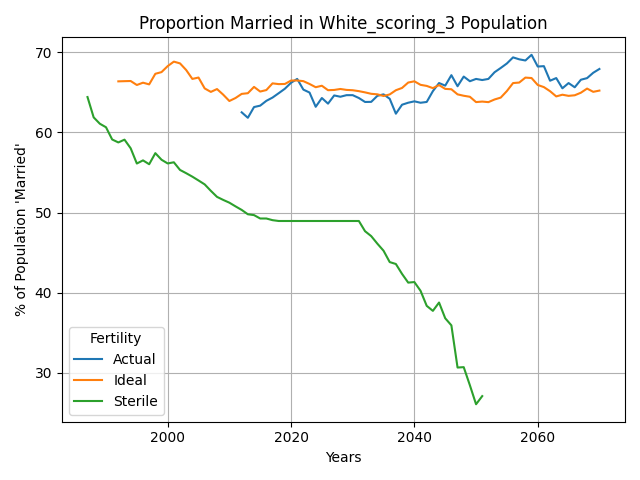 Proportion Married in White_scoring_3 Population
% of Population 'Married'
70
60
50
40
30
Fertility
Actual
Ideal
Sterile
2000
2020
2040
2060
Years